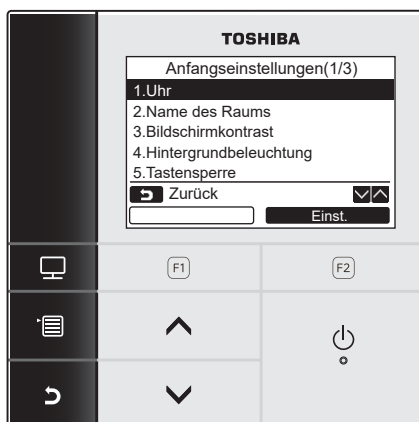 TOSHIBA
Anfangseinstellungen(1/3)
1.Uhr
2.Name des Raums
3.Bildschirmkontrast
4.Hintergrundbeleuchtung
5.Tastensperre
Zurück
Einst.
F1 F2